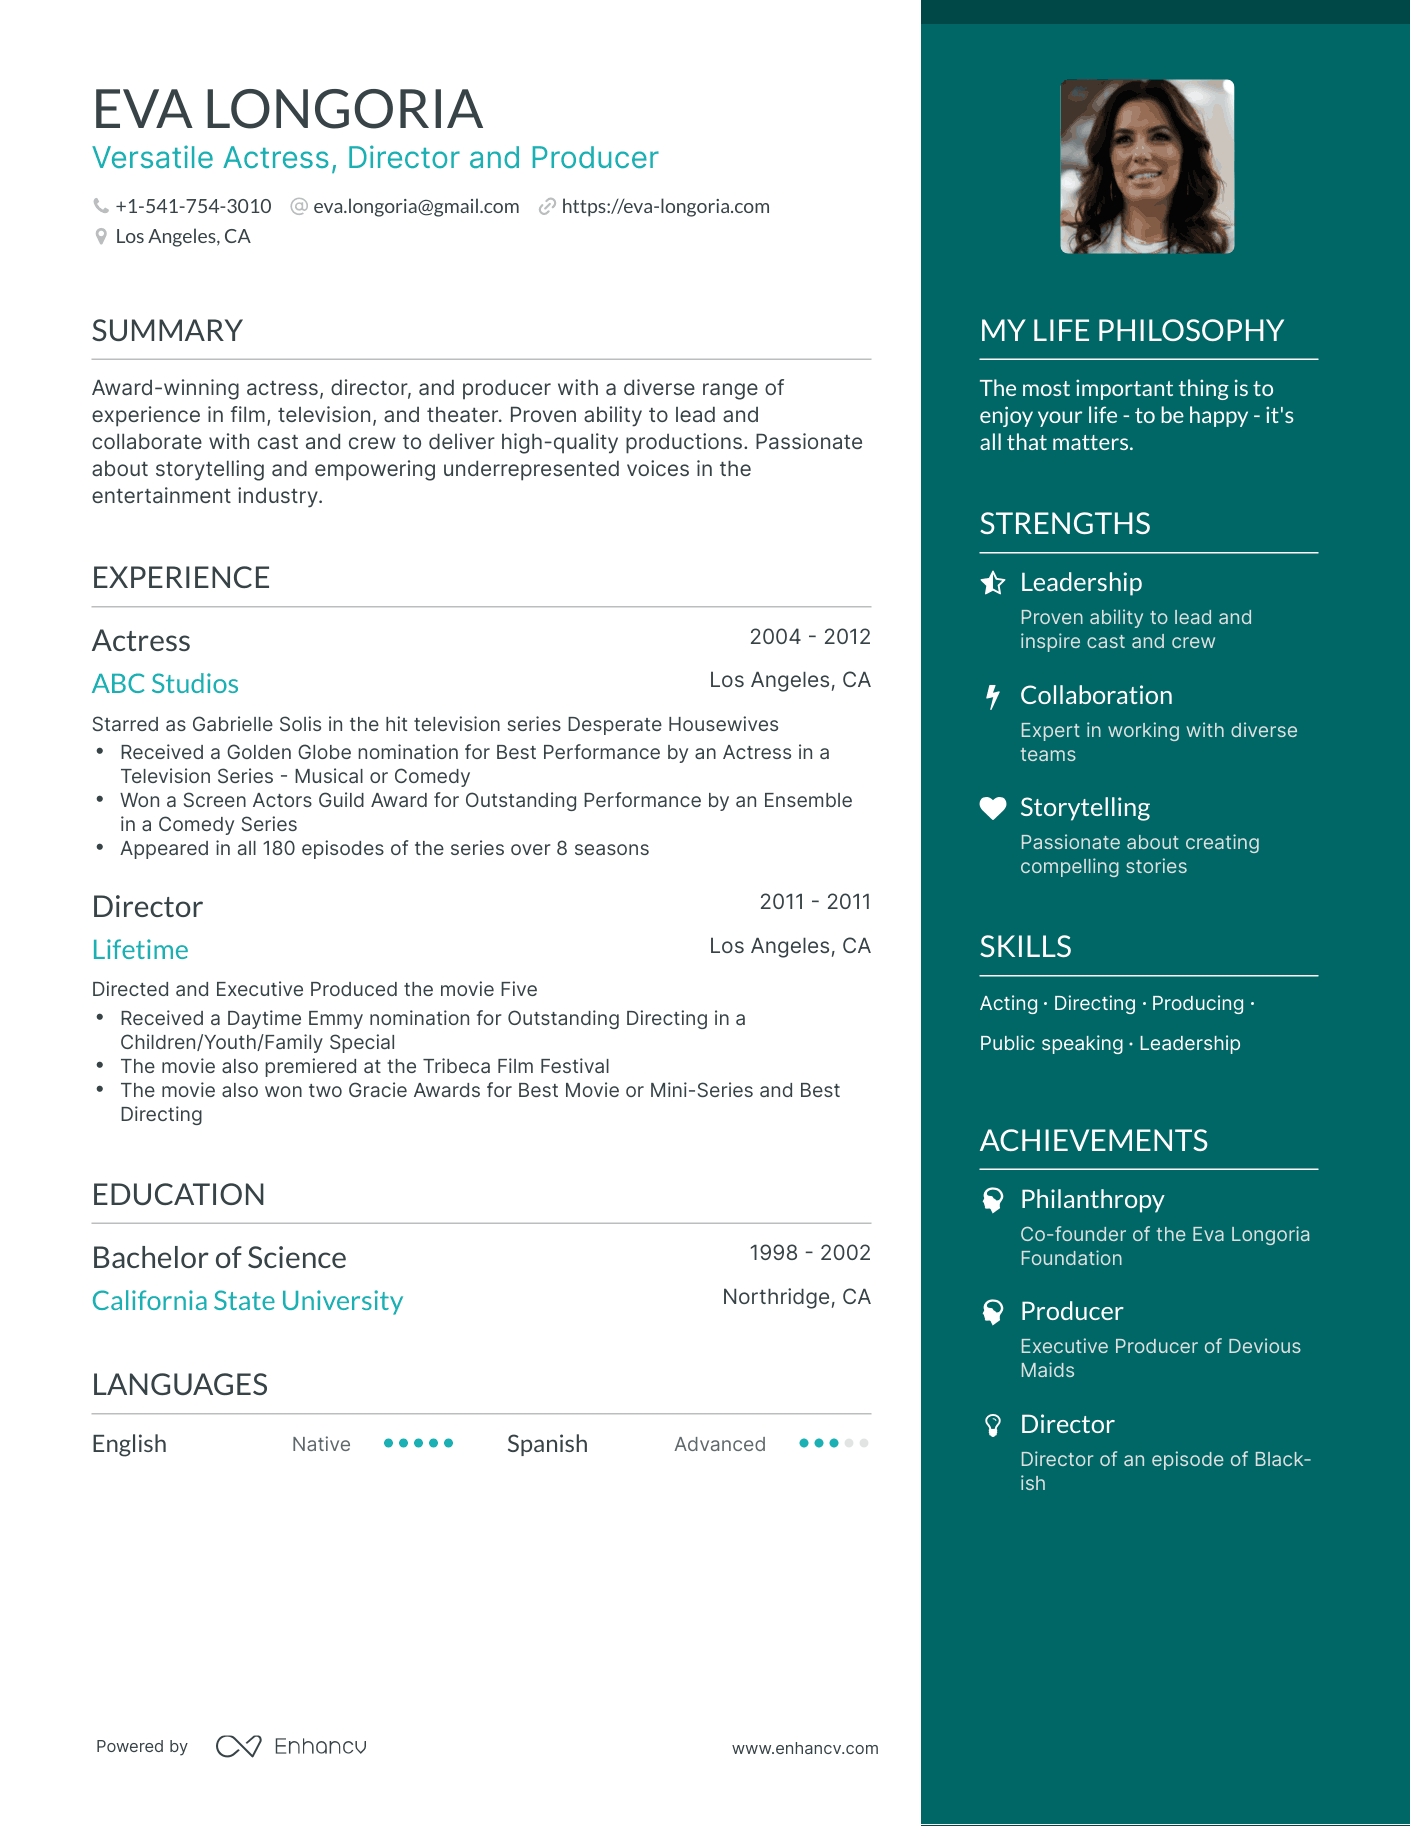 EVA LONGORIA
Versatile Actress, Director and Producer
+1-541-754-3010 eva.longoria@gmail.com https://eva-longoria.com
Los Angeles, CA
SUMMARY
Award-winning actress, director, and producer with a diverse range of
experience in film, television, and theater. Proven ability to lead and
collaborate with cast and crew to deliver high-quality productions. Passionate
about storytelling and empowering underrepresented voices in the
entertainment industry.
EXPERIENCE
Actress 2004 - 2012
ABC Studios Los Angeles, CA
Starred as Gabrielle Solis in the hit television series Desperate Housewives
• Received a Golden Globe nomination for Best Performance by an Actress in a
Television Series - Musical or Comedy
• Won a Screen Actors Guild Award for Outstanding Performance by an Ensemble
in a Comedy Series
• Appeared in all 180 episodes of the series over 8 seasons
Director 2011 - 2011
Lifetime Los Angeles, CA
Directed and Executive Produced the movie Five
• Received a Daytime Emmy nomination for Outstanding Directing in a
Children/Youth/Family Special
• The movie also premiered at the Tribeca Film Festival
• The movie also won two Gracie Awards for Best Movie or Mini-Series and Best
Directing
EDUCATION
Bachelor of Science 1998 - 2002
California State University Northridge, CA
LANGUAGES
English Native Spanish Advanced
Powered by Enhancv www.enhancv.com
MY LIFE PHILOSOPHY
The most important thing is to
enjoy your life - to be happy - it's
all that matters.
STRENGTHS
Leadership
Proven ability to lead and
inspire cast and crew
Collaboration
Expert in working with diverse
teams
Storytelling
Passionate about creating
compelling stories
SKILLS
Acting · Directing · Producing ·
Public speaking · Leadership
ACHIEVEMENTS
Philanthropy
Co-founder of the Eva Longoria
Foundation
Producer
Executive Producer of Devious
Maids
Director
Director of an episode of Black-
ish